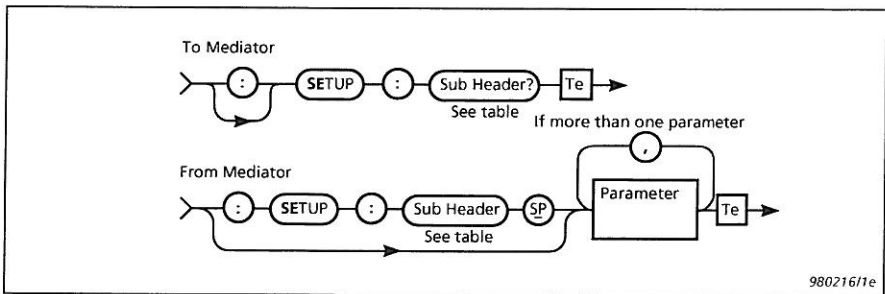 To Mediator
: SETUP : Sub Header? Te
See table
If more than one parameter
,
From Mediator
: SETUP : Sub Header SP Parameter Te
See table
980216/1e